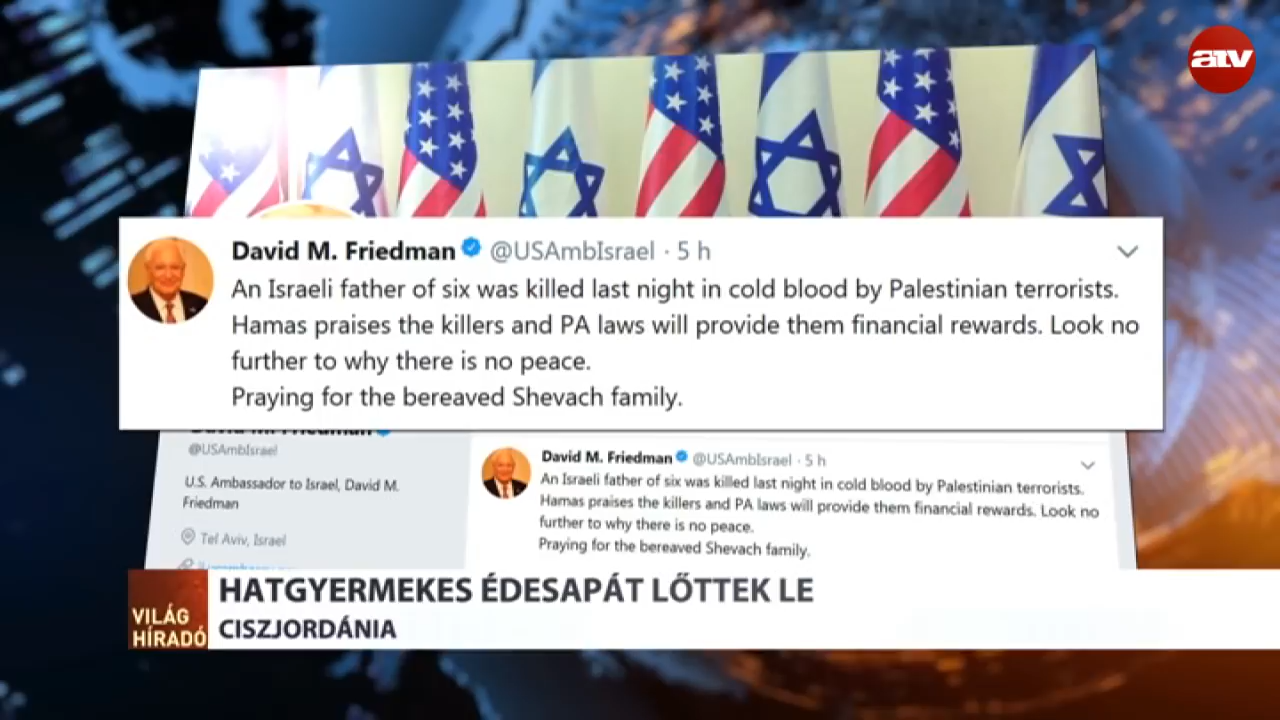 atv
David M. Friedman @USAmbIsrael · 5 h
An Israeli father of six was killed last night in cold blood by Palestinian terrorists.
Hamas praises the killers and PA laws will provide them financial rewards. Look no
further to why there is no peace.
Praying for the bereaved Shevach family.
@USAmbIsrael
U.S. Ambassador to Israel, David M.
Friedman
Tel Aviv, Israel
David M. Friedman @USAmbIsrael · 5 h
An Israeli father of six was killed last night in cold blood by Palestinian terrorists.
Hamas praises the killers and PA laws will provide them financial rewards. Look no
further to why there is no peace.
Praying for the bereaved Shevach family.
VILÁG
HÍRADÓ
HATGYERMEKES ÉDESAPÁT LŐTTEK LE
CISZJORDÁNIA